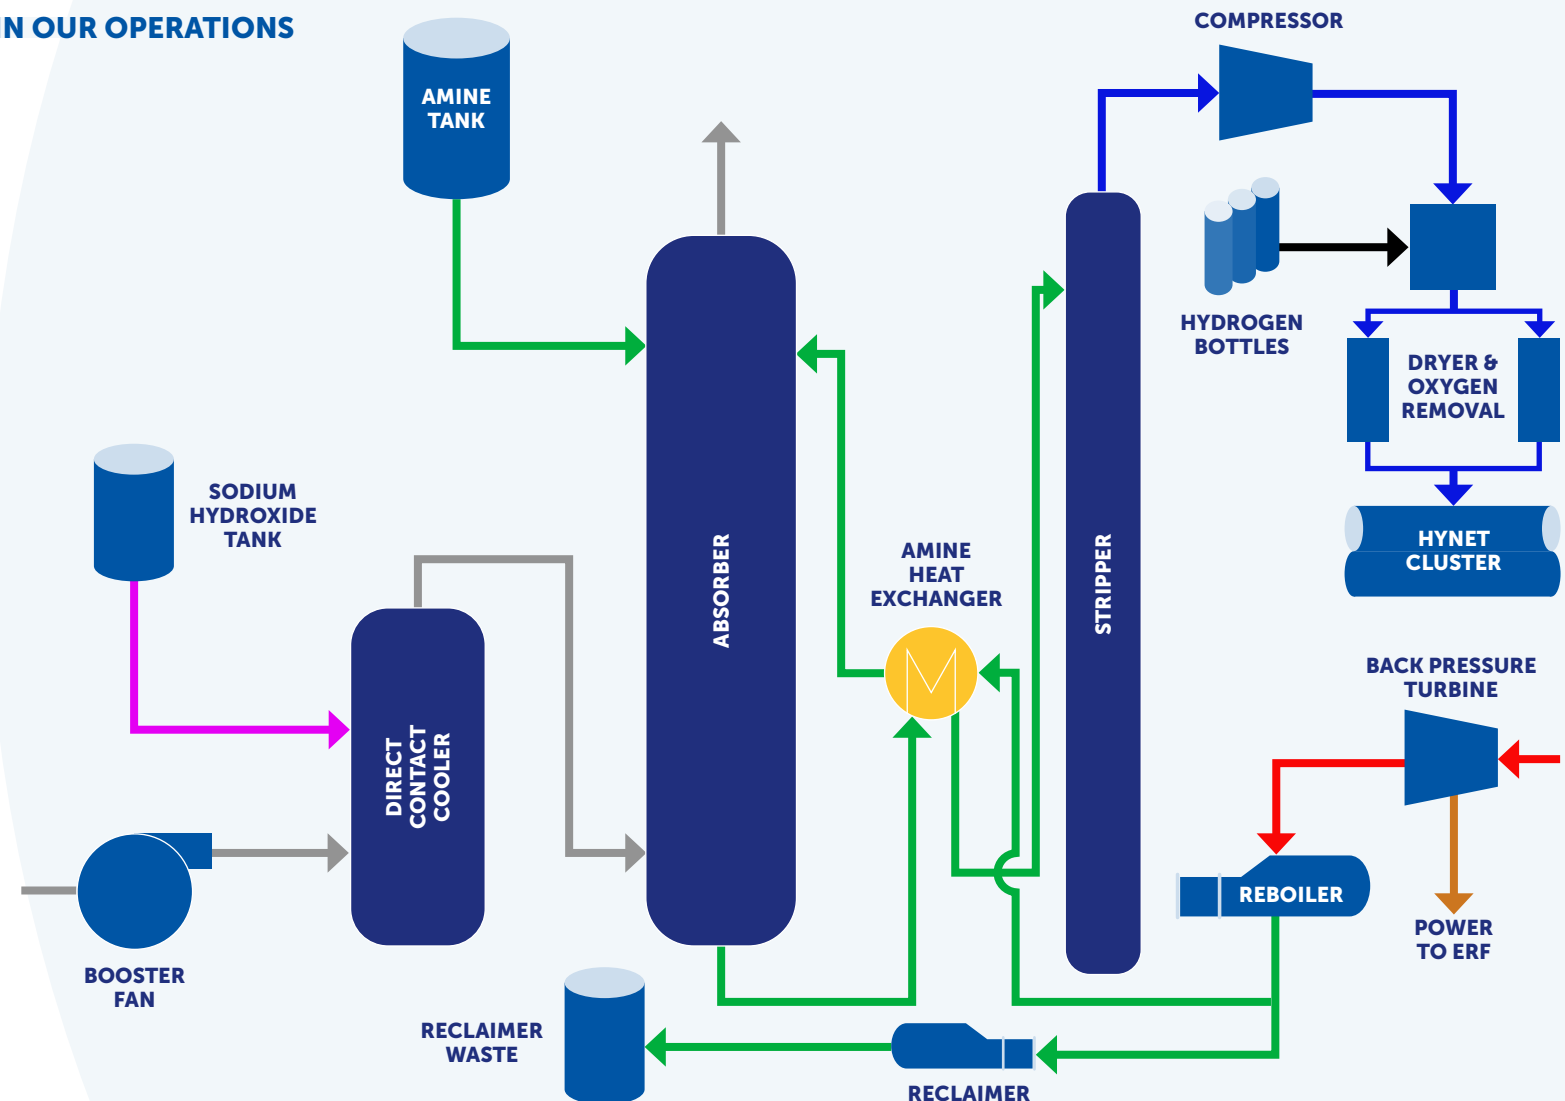 IN OUR OPERATIONS
COMPRESSOR
AMINE
TANK
HYDROGEN
BOTTLES
DRYER &
OXYGEN
REMOVAL
SODIUM
HYDROXIDE
TANK
HYNET
CLUSTER
AMINE
HEAT
EXCHANGER
ABSORBER
STRIPPER
BACK PRESSURE
TURBINE
DIRECT
CONTACT
COOLER
REBOILER
POWER
TO ERF
BOOSTER
FAN
RECLAIMER
WASTE
RECLAIMER